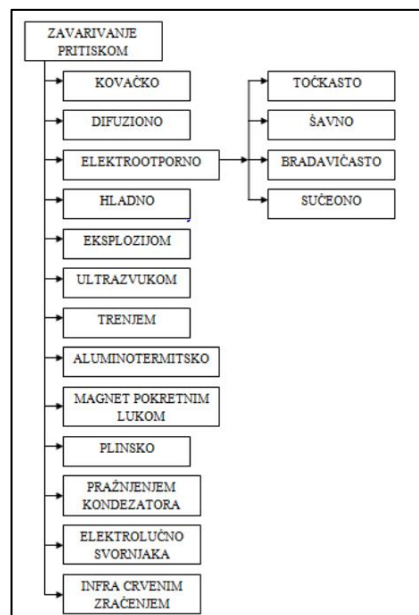 ZAVARIVANJE
PRITISKOM
KOVAČKO
DIFUZIONO
ELEKTROOTPORNO
HLADNO
EKSPLOZIJOM
ULTRAZVUKOM
TRENJEM
ALUMINOTERMITSKO
MAGNET POKRETNIM
LUKOM
PLINSKO
PRAŽNJENJEM
KONDEZATORA
ELEKTROLUČNO
SVORNJAKA
INFRA CRVENIM
ZRAČENJEM
TOČKASTO
ŠAVNO
BRADAVIČASTO
SUČEONO